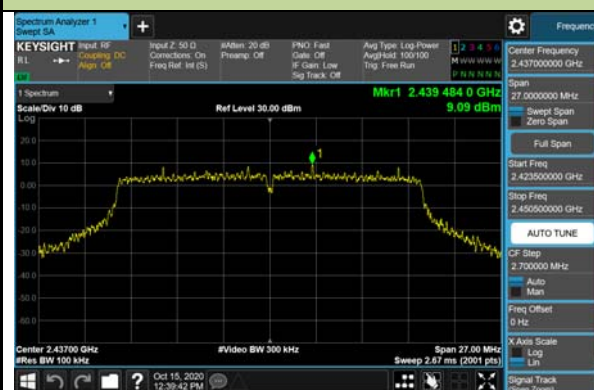 Spectrum Analyzer 1
Swept SA
Frequenc
KEYSIGHT
RL
Input: RF
Coupling: DC
Align: Off
Input Z: 50 Ω
Corrections: On
Freq Ref: Int (S)
#Atten: 20 dB
Preamp: Off
PNO: Fast
Gate: Off
IF Gain: Low
Sig Track: Off
Avg Type: Log-Power
Avg|Hold: 100/100
Trig: Free Run
1 2 3 4 5 6
M W W W W W
P N N N N N
1 Spectrum
Scale/Div 10 dB
Log
Ref Level 30.00 dBm
Mkr1 2.439 484 0 GHz
9.09 dBm
20.0
10.0
0.00
-10.0
-20.0
-30.0
-40.0
-50.0
-60.0
1
Center 2.43700 GHz
#Res BW 100 kHz
#Video BW 300 kHz
Span 27.00 MHz
Sweep 2.67 ms (2001 pts)
Oct 15, 2020
12:39:42 PM
Center Frequency
2.437000000 GHz
Span
27.0000000 MHz
Swept Span
Zero Span
Full Span
Start Freq
2.423500000 GHz
Stop Freq
2.450500000 GHz
AUTO TUNE
CF Step
2.700000 MHz
Auto
Man
Freq Offset
0 Hz
X Axis Scale
Log
Lin
Signal Track
(Span Zoom)